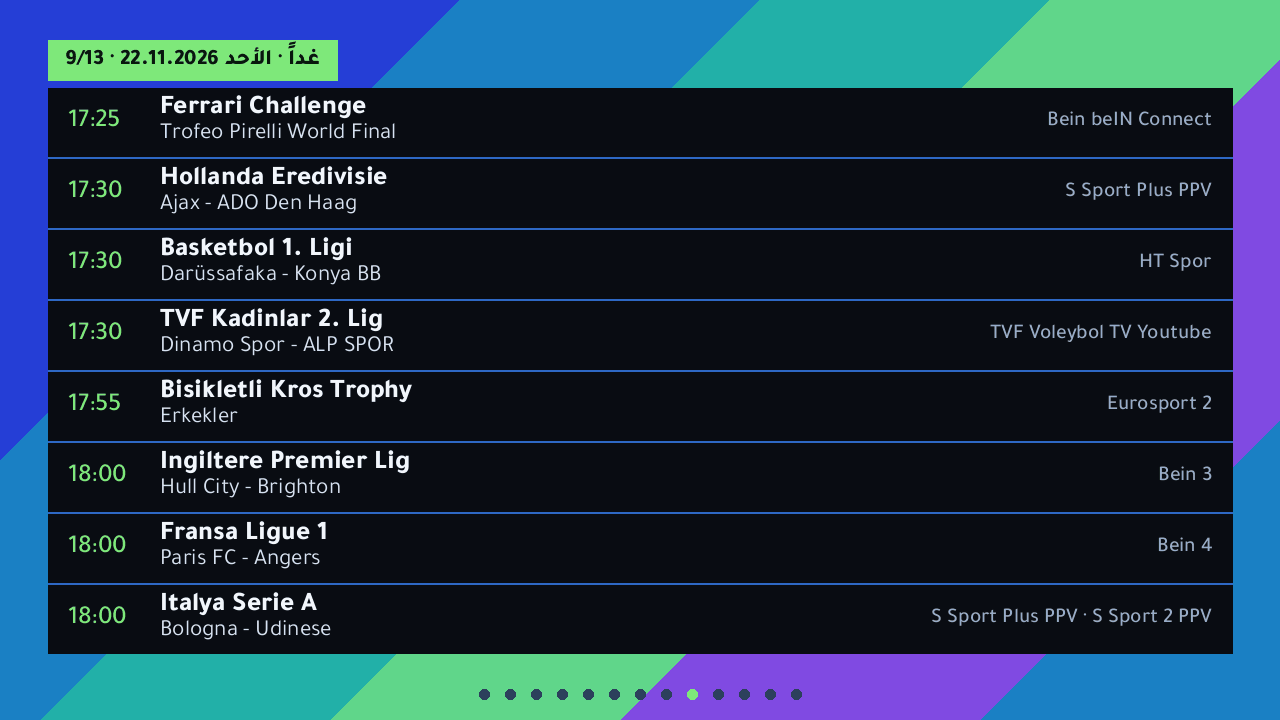 غداً · الأحد 22.11.2026 · 9/13
17:25 Ferrari Challenge Bein beIN Connect
Trofeo Pirelli World Final
17:30 Hollanda Eredivisie S Sport Plus PPV
Ajax - ADO Den Haag
17:30 Basketbol 1. Ligi HT Spor
Darüssafaka - Konya BB
17:30 TVF Kadinlar 2. Lig TVF Voleybol TV Youtube
Dinamo Spor - ALP SPOR
17:55 Bisikletli Kros Trophy Eurosport 2
Erkekler
18:00 Ingiltere Premier Lig Bein 3
Hull City - Brighton
18:00 Fransa Ligue 1 Bein 4
Paris FC - Angers
18:00 Italya Serie A S Sport Plus PPV · S Sport 2 PPV
Bologna - Udinese